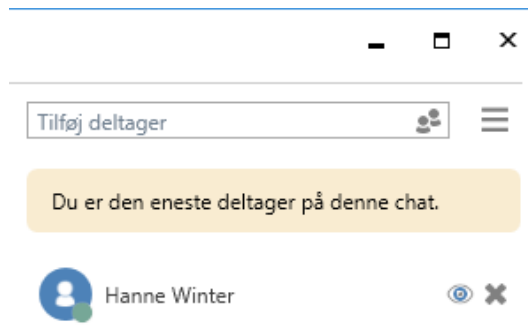 Tilføj deltager
Du er den eneste deltager på denne chat.
Hanne Winter